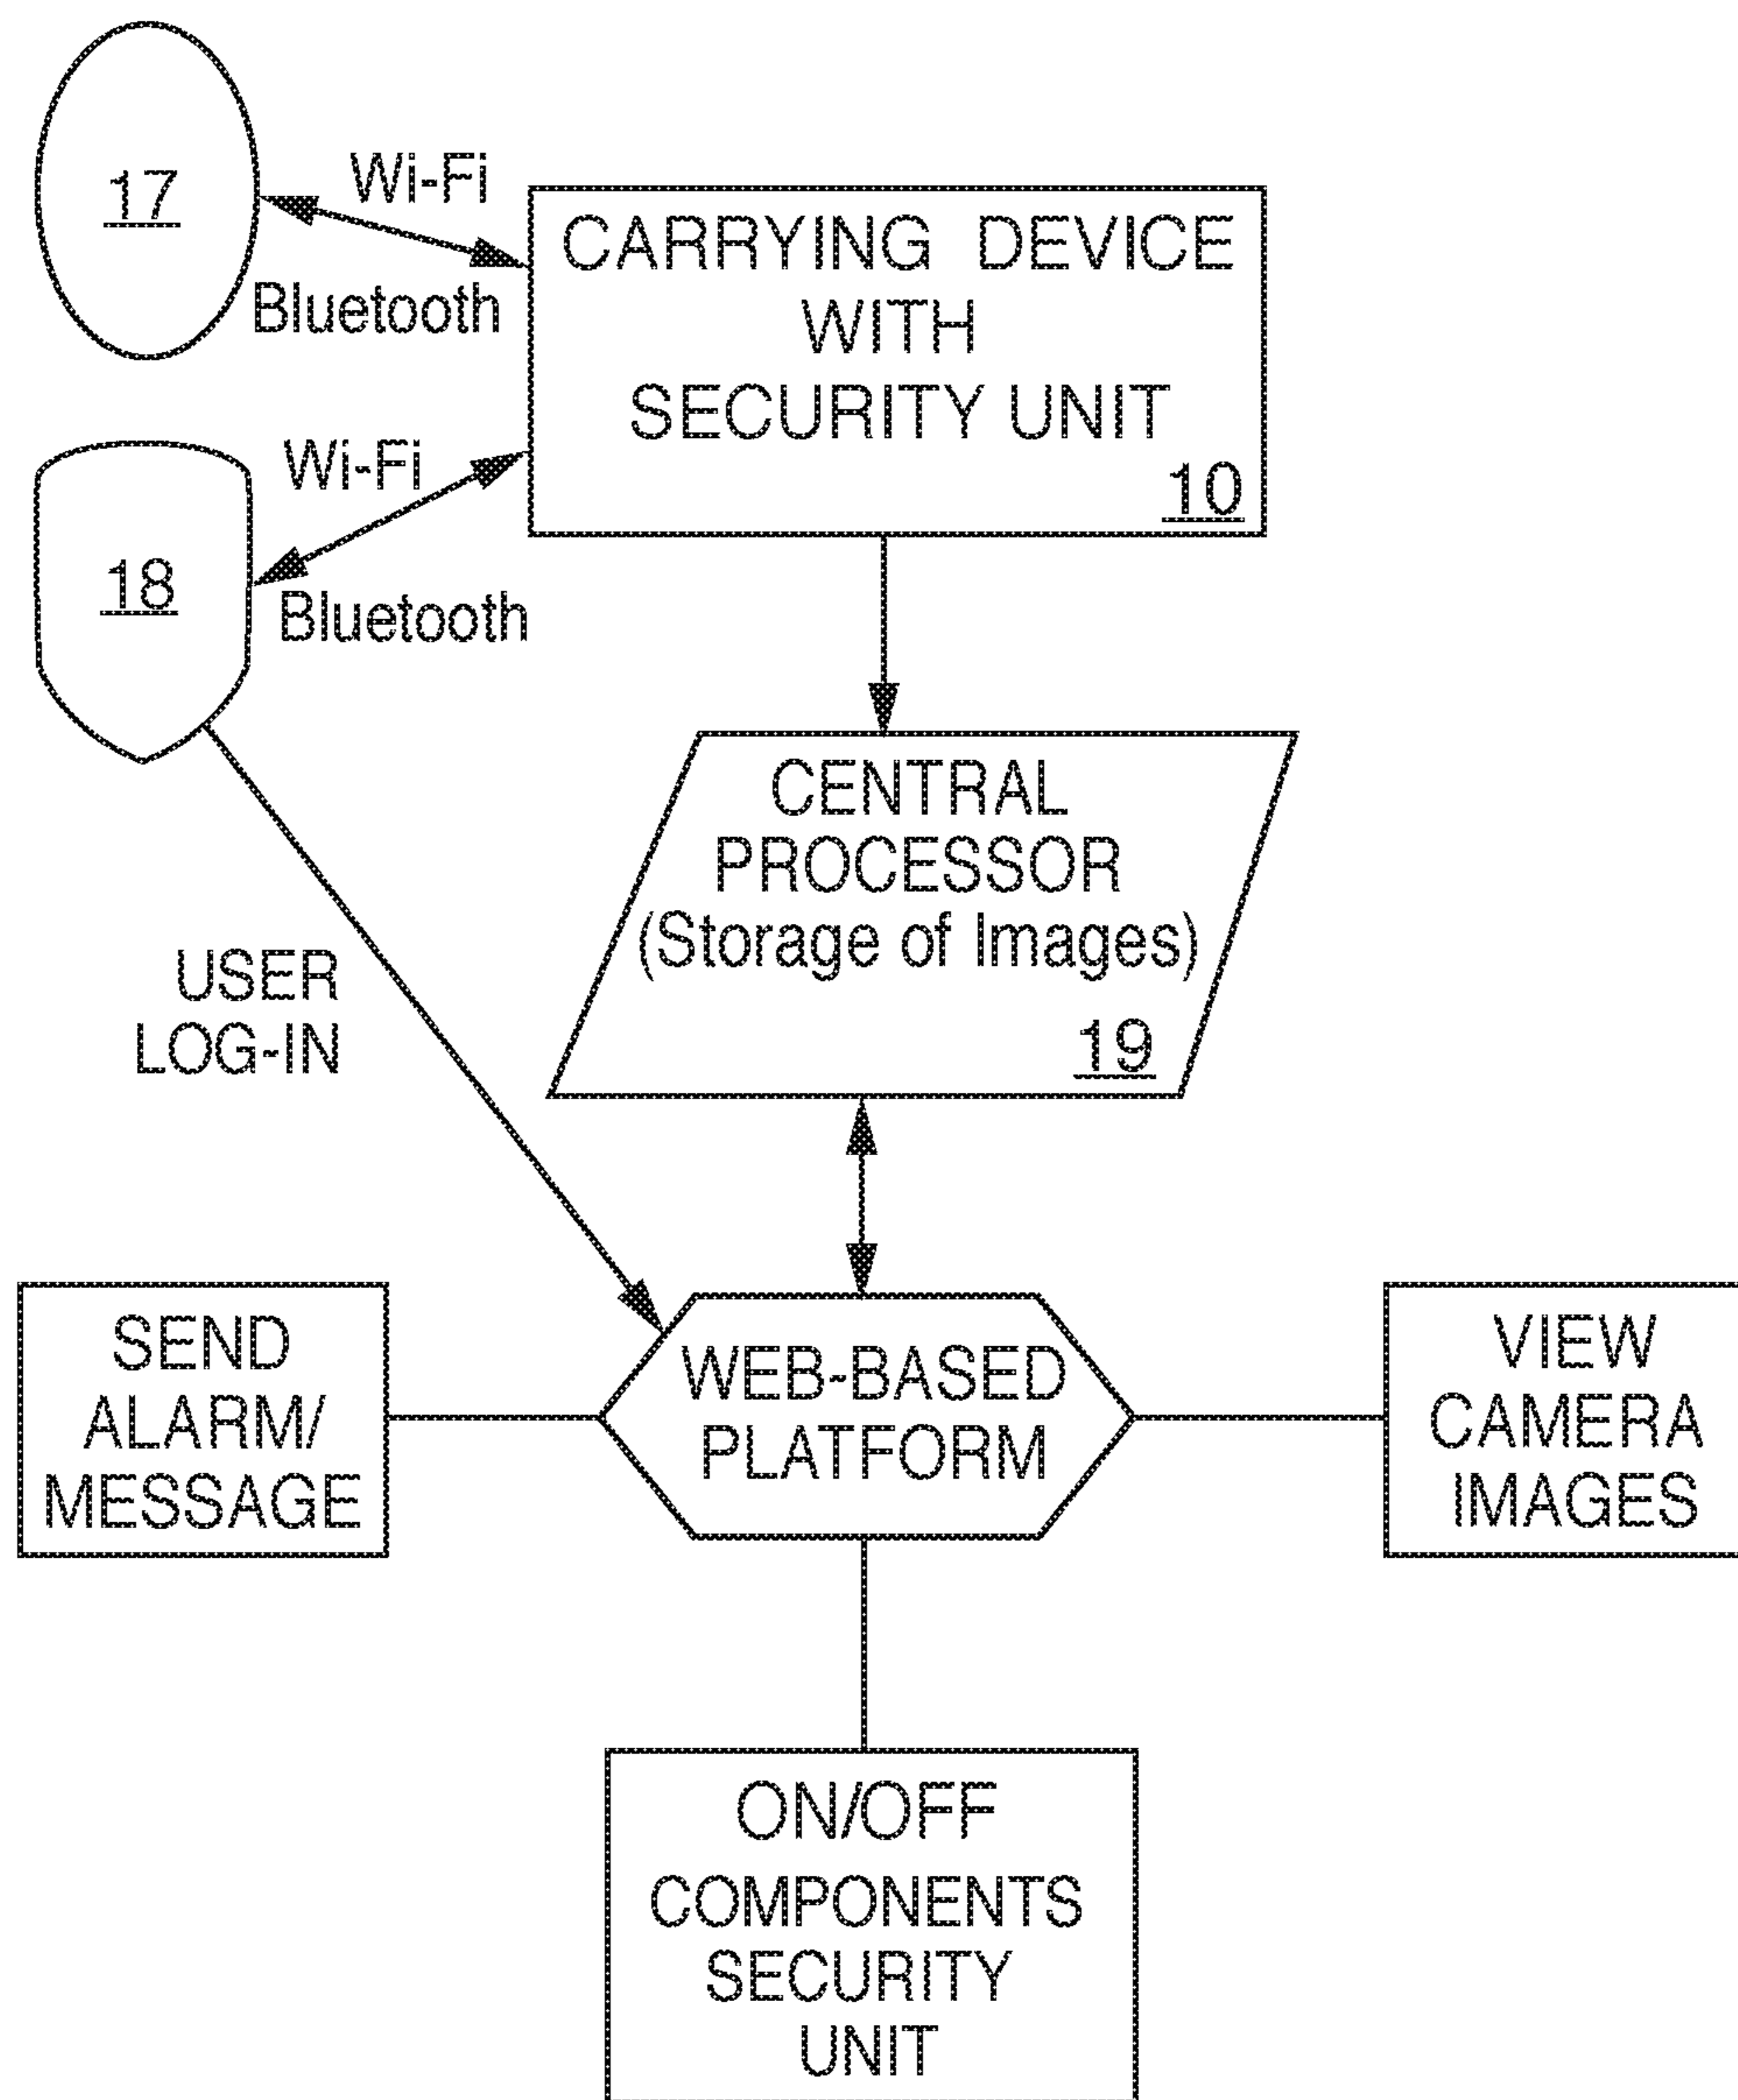 17
Wi-Fi
Bluetooth
CARRYING DEVICE
WITH
SECURITY UNIT
10
18
Wi-Fi
Bluetooth
CENTRAL
PROCESSOR
(Storage of Images)
19
USER
LOG-IN
SEND
ALARM/
MESSAGE
WEB-BASED
PLATFORM
VIEW
CAMERA
IMAGES
ON/OFF
COMPONENTS
SECURITY
UNIT